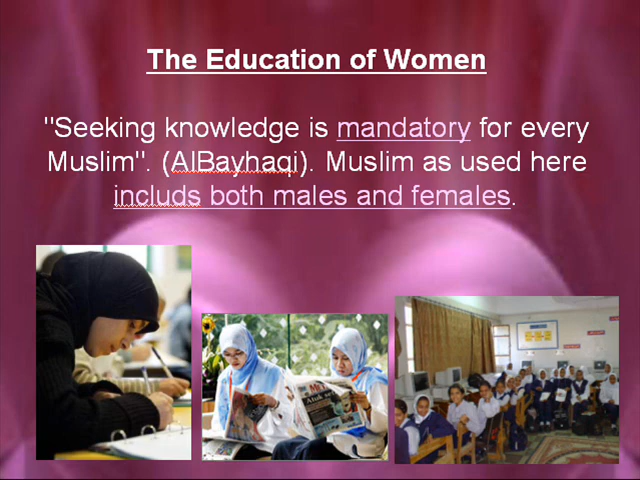 The Education of Women
"Seeking knowledge is mandatory for every
Muslim". (AlBayhaqi). Muslim as used here
includs both males and females.